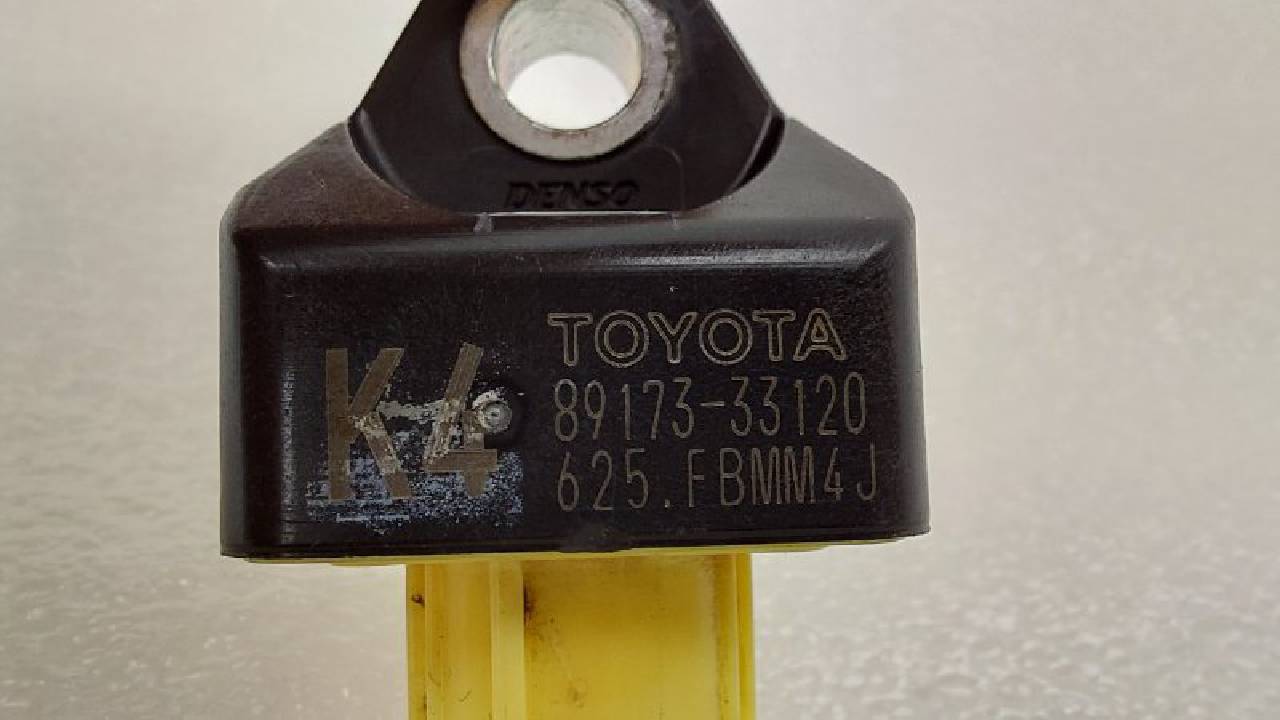 DENSO
K4
TOYOTA
89173-33120
625.FBMM4J